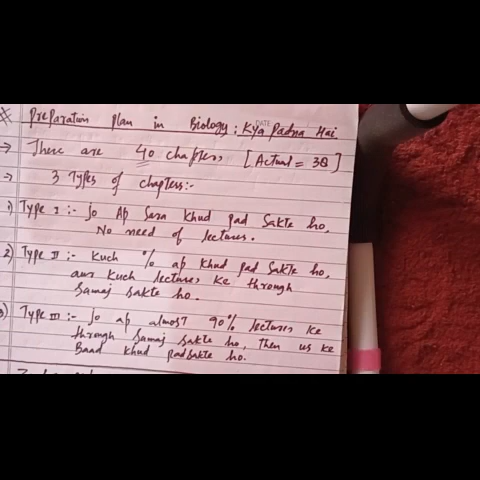 * Preparation plan in Biology : Kya Padna Hai
DATE
→ There are 40 chapters [Actual = 38]
→ 3 Types of chapters:-
1) Type I :- Jo Ap Sara khud pad sakte ho,
No need of lectures.
2) Type II :- Kuch % ap khud pad sakte ho,
aur kuch lectures ke through
Samaj sakte ho.
3) Type III :- Jo ap almost 90% lectures ke
through samaj sakte ho, then us ke
Baad khud padsakte ho.